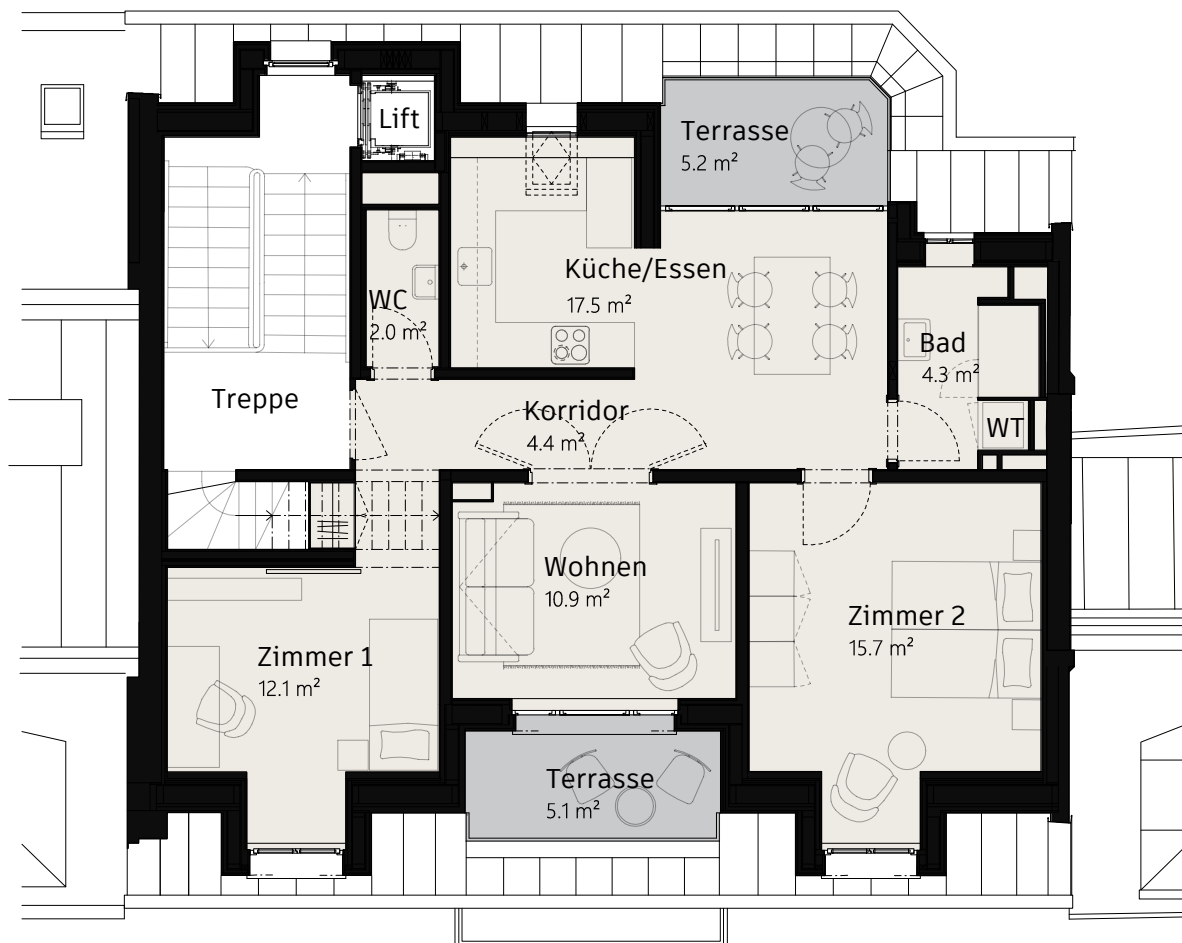 Lift
Terrasse
5.2 m²
Küche/Essen
17.5 m²
WC
2.0 m²
Bad
4.3 m²
Treppe
Korridor
4.4 m²
WT
Wohnen
10.9 m²
Zimmer 2
15.7 m²
Zimmer 1
12.1 m²
Terrasse
5.1 m²